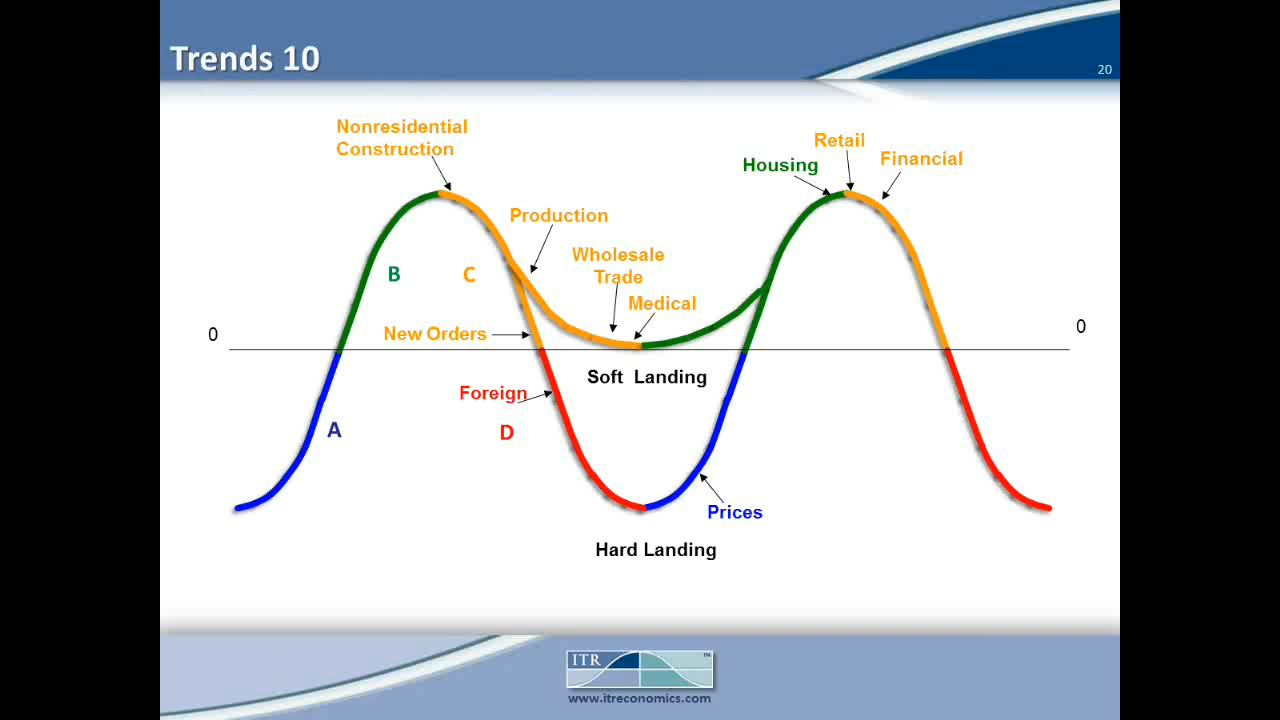 Trends 10
20
Nonresidential
Construction
Retail
Financial
Housing
Production
Wholesale
Trade
B
C
Medical
New Orders
0
0
Soft Landing
Foreign
A
D
Prices
Hard Landing
ITR
TM
www.itreconomics.com